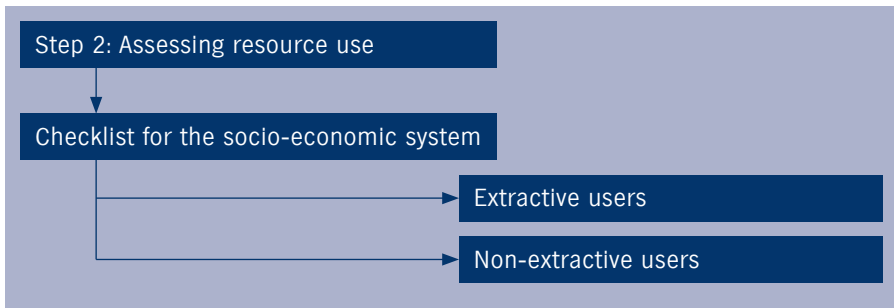 Step 2: Assessing resource use
Checklist for the socio-economic system
Extractive users
Non-extractive users